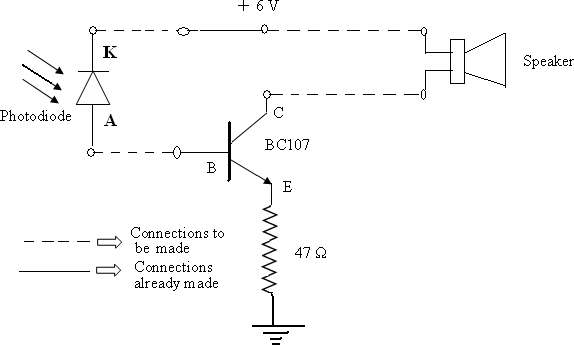 + 6 V
K
Speaker
Photodiode
A
C
BC107
B
E
Connections to
be made
47 Ω
Connections
already made